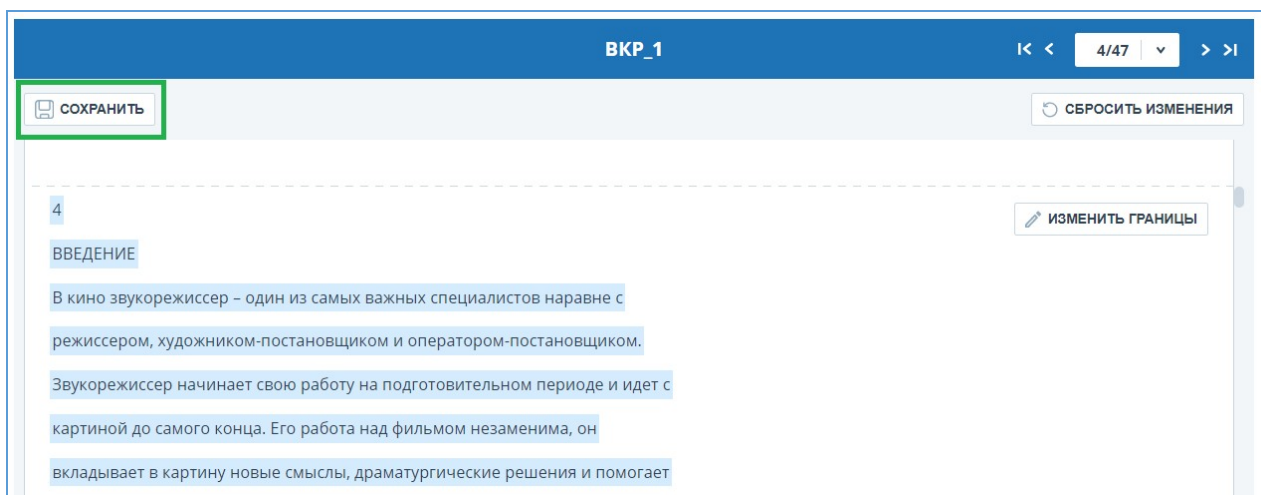 ВКР_1
4/47
СОХРАНИТЬ
СБРОСИТЬ ИЗМЕНЕНИЯ
4
ИЗМЕНИТЬ ГРАНИЦЫ
ВВЕДЕНИЕ
В кино звукорежиссер – один из самых важных специалистов наравне с
режиссером, художником-постановщиком и оператором-постановщиком.
Звукорежиссер начинает свою работу на подготовительном периоде и идет с
картиной до самого конца. Его работа над фильмом незаменима, он
вкладывает в картину новые смыслы, драматургические решения и помогает